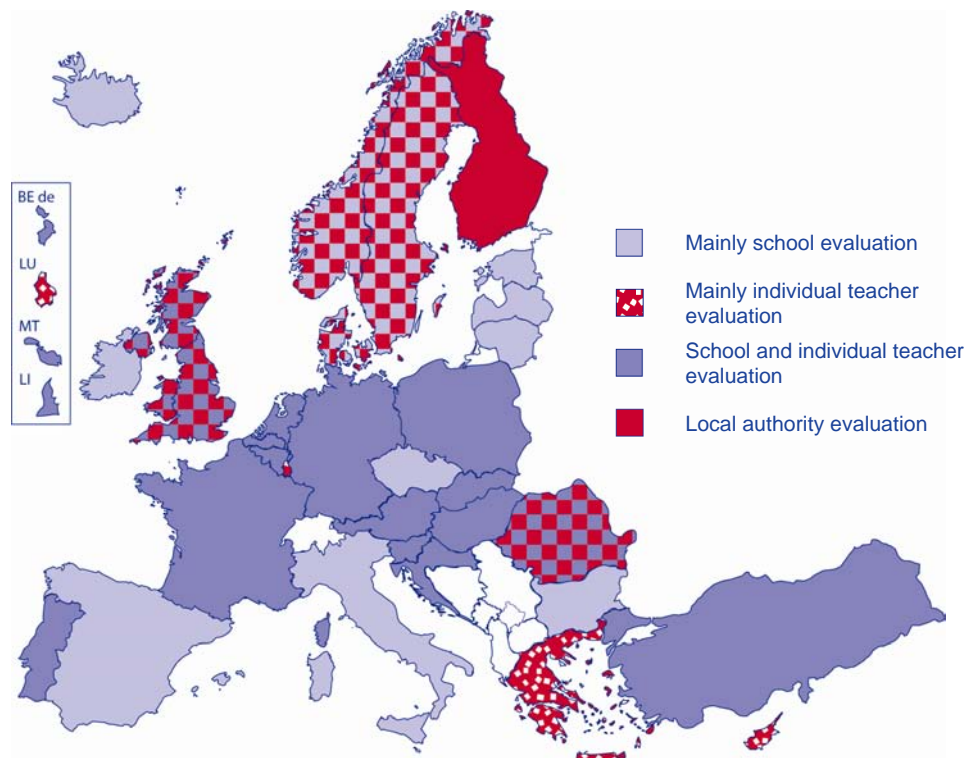 BE de
LU
MT
LI
Mainly school evaluation
Mainly individual teacher
evaluation
School and individual teacher
evaluation
Local authority evaluation